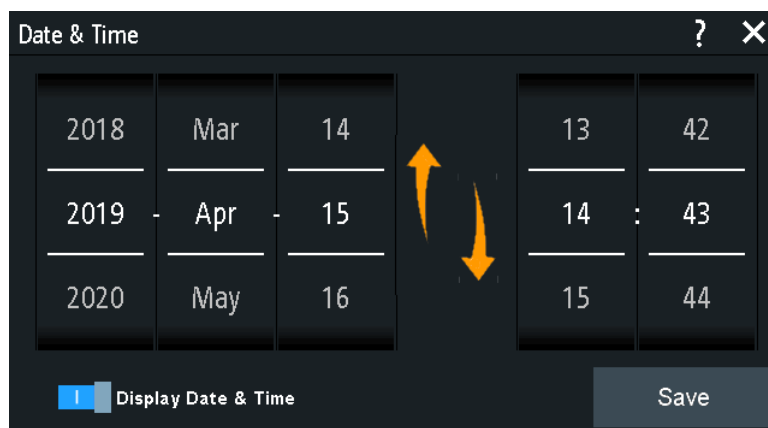 Date & Time ? X
2018 Mar 14 13 42
2019 - Apr - 15 14 : 43
2020 May 16 15 44
I Display Date & Time Save